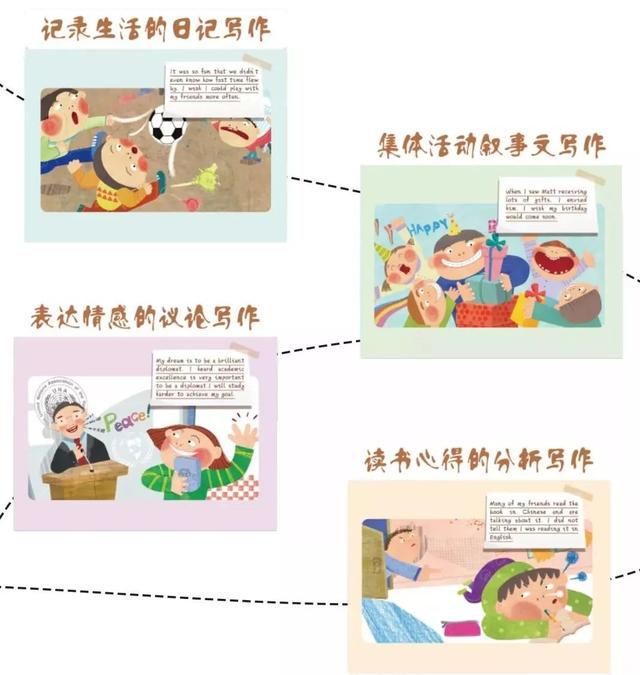 记录生活的日记写作
It was so fun that we didn't
even know how fast time flew
by. I wish I could play with
my friends more often.
集体活动叙事文写作
When I saw Matt receiving
lots of gifts. I envied
him. I wish my birthday
would come soon.
HAPPY
表达情感的议论写作
My dream is to be a brilliant
diplomat. I heard academic
excellence is very important
to be a diplomat I will study
harder to achieve my goal.
UNA
Peace!
读书心得的分析写作
Many of my friends read the
book in Chinese and are
talking about it. I did not
tell them I was reading it in
English.